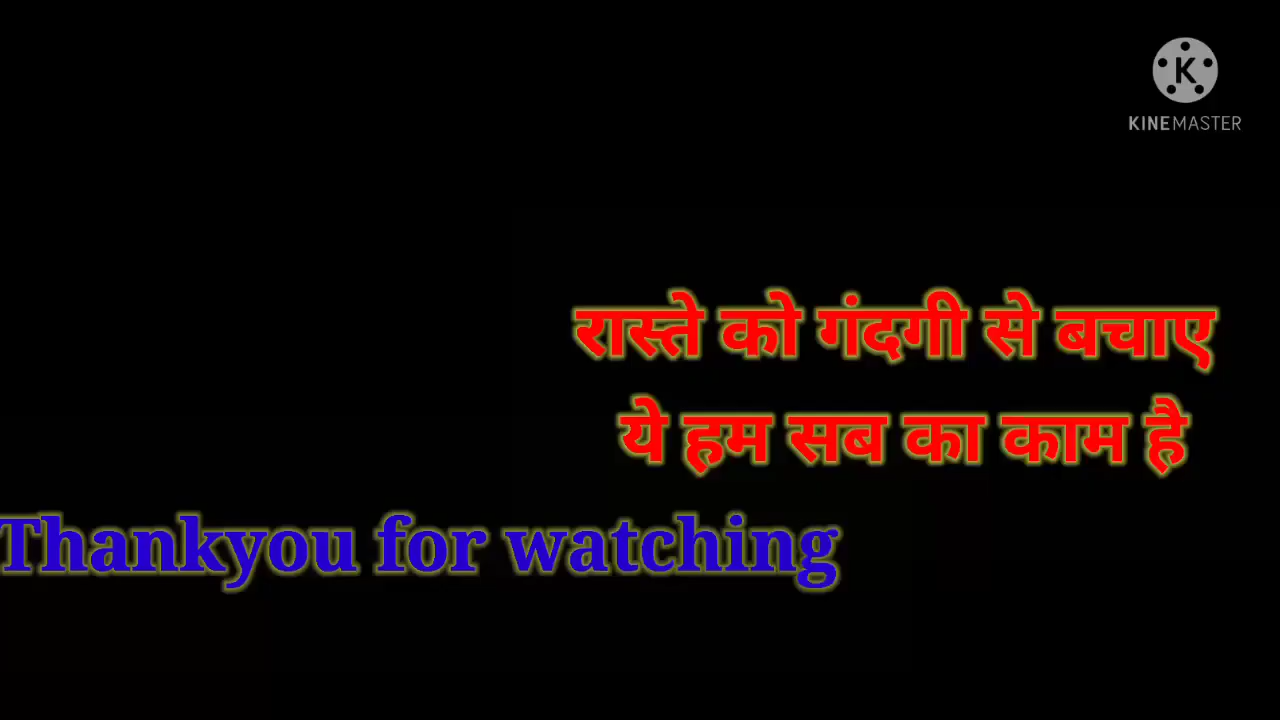 KINEMASTER
रास्ते को गंदगी से बचाए
ये हम सब का काम है
Thankyou for watching